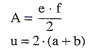 A = e · f / 2
u = 2·(a + b)